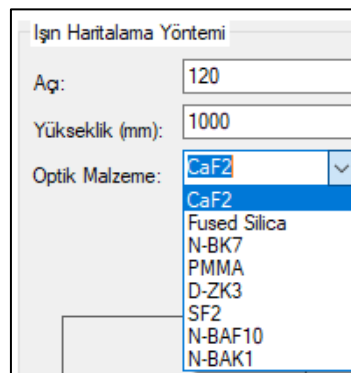 Işın Haritalama Yöntemi
Açı: 120
Yükseklik (mm): 1000
Optik Malzeme: CaF2
CaF2
Fused Silica
N-BK7
PMMA
D-ZK3
SF2
N-BAF10
N-BAK1